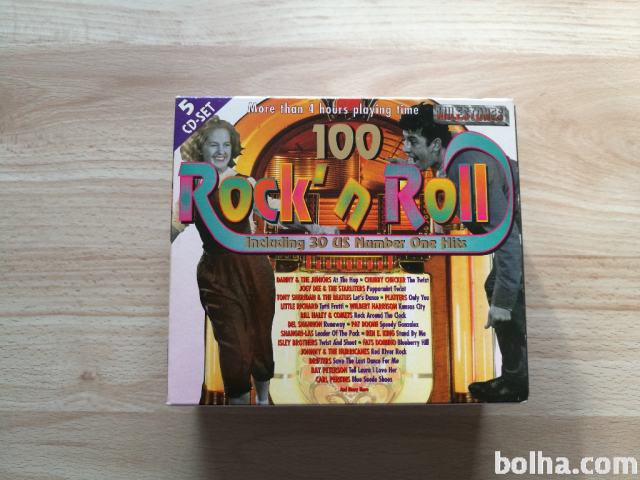 5
CD-SET
More than 4 hours playing time
MILESTONES
100
Rock'n Roll
Including 30 US Number One Hits
DANNY & THE JUNIORS At The Hop • CHUBBY CHECKER The Twist
JOEY DEE & THE STARLITERS Peppermint Twist
TONY SHERIDAN & THE BEATLES Let's Dance • PLATTERS Only You
LITTLE RICHARD Tutti Frutti • WILBERT HARRISON Kansas City
BILL HALEY & COMETS Rock Around The Clock
DEL SHANNON Runaway • PAT BOONE Speedy Gonzales
SHANGRI-LAS Leader Of The Pack • BEN E. KING Stand By Me
ISLEY BROTHERS Twist And Shout • FATS DOMINO Blueberry Hill
JOHNNY & THE HURRICANES Red River Rock
DRIFTERS Save The Last Dance For Me
RAY PETERSON Tell Laura I Love Her
CARL PERKINS Blue Suede Shoes
And Many More
bolha.com